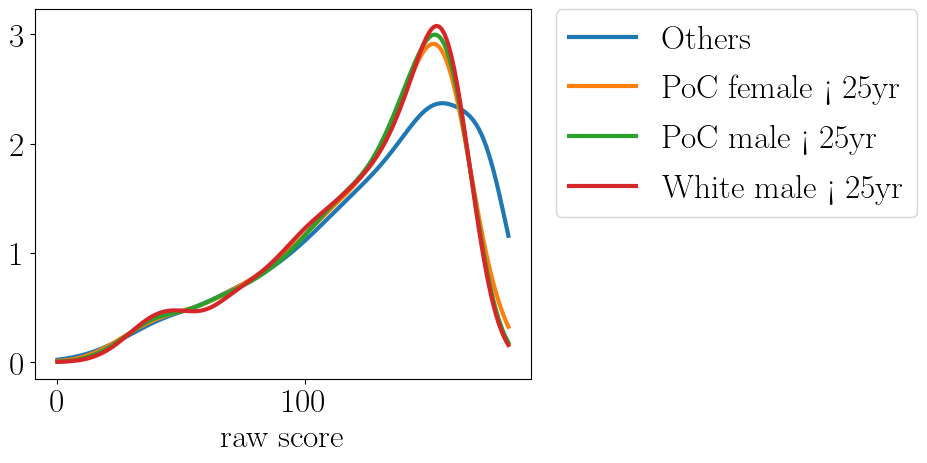 3
2
1
0
0
100
raw score
Others
PoC female ¡ 25yr
PoC male ¡ 25yr
White male ¡ 25yr